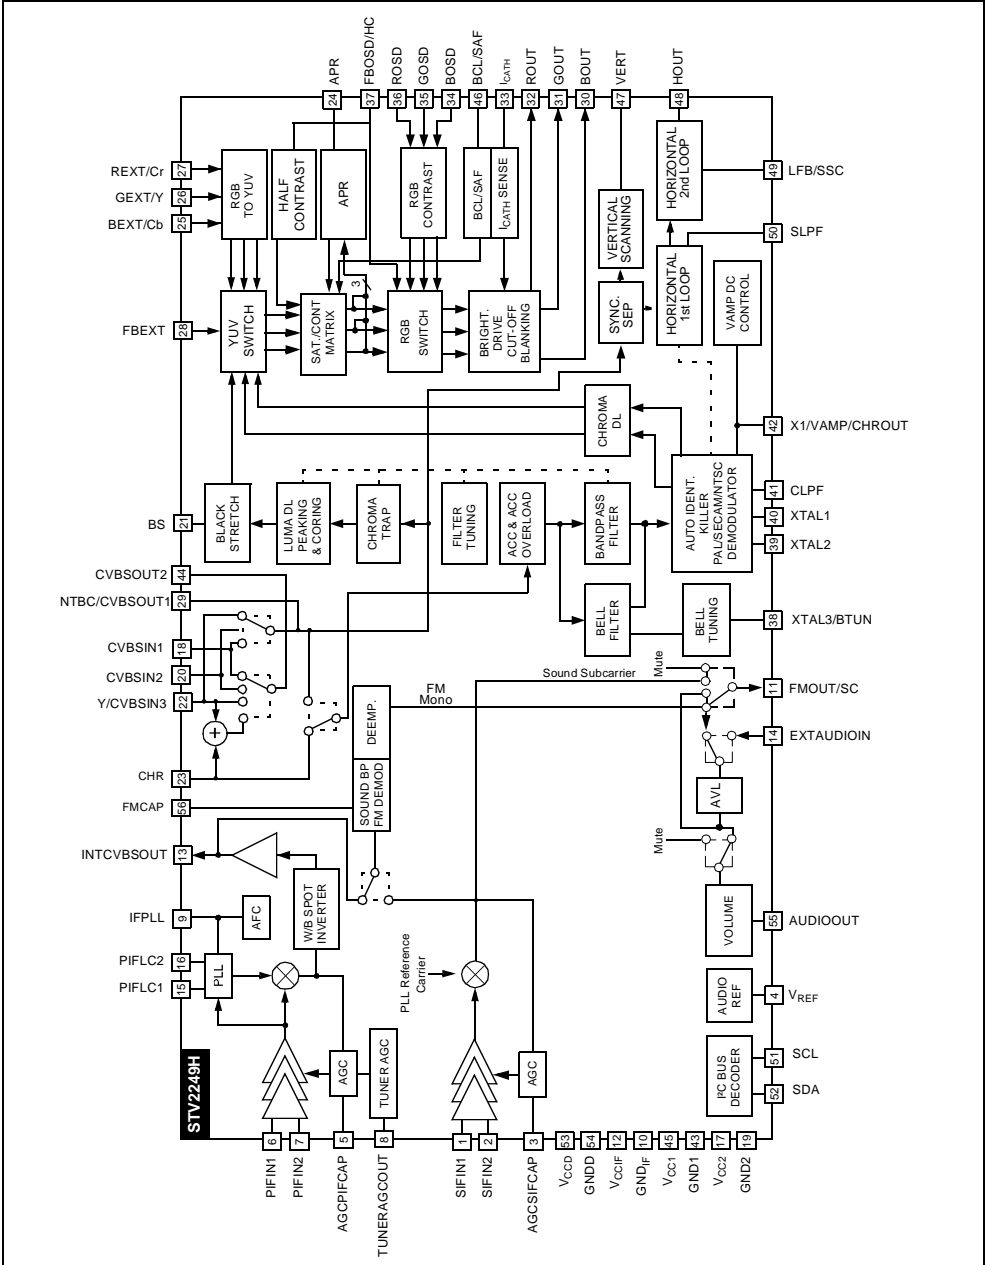 APR
FBOSD/HC
ROSD
GOSD
BOSD
BCL/SAF
ICATH
ROUT
GOUT
BOUT
VERT
HOUT
24
37
36
35
34
46
33
32
31
30
47
48
REXT/Cr
27
GEXT/Y
26
BEXT/Cb
25
RGB
TO YUV
HALF
CONTRAST
APR
RGB
CONTRAST
BCL/SAF
ICATH SENSE
VERTICAL
SCANNING
HORIZONTAL
2nd LOOP
49
LFB/SSC
50
SLPF
FBEXT
28
YUV
SWITCH
SAT./CONT
MATRIX
3
RGB
SWITCH
BRIGHT.
DRIVE
CUT-OFF
BLANKING
SYNC.
SEP
HORIZONTAL
1st LOOP
VAMP DC
CONTROL
CHROMA
DL
42
X1/VAMP/CHROUT
BS
21
BLACK
STRETCH
LUMA DL
PEAKING
& CORING
CHROMA
TRAP
FILTER
TUNING
ACC & ACC
OVERLOAD
BANDPASS
FILTER
AUTO IDENT.
KILLER
PAL/SECAM/NTSC
DEMODULATOR
41
CLPF
40
XTAL1
39
XTAL2
CVBSOUT2
44
NTBC/CVBSOUT1
29
CVBSIN1
18
CVBSIN2
20
Y/CVBSIN3
22
BELL
FILTER
BELL
TUNING
38
XTAL3/BTUN
Sound Subcarrier
Mute
FM
Mono
11
FMOUT/SC
14
EXTAUDIOIN
+
CHR
23
FMCAP
56
DEEMP.
SOUND BP
FM DEMOD
AVL
Mute
INTCVBSOUT
13
W/B SPOT
INVERTER
IFPLL
9
AFC
VOLUME
55
AUDIOOUT
PIFLC2
16
PIFLC1
15
PLL
PLL Reference
Carrier
AUDIO
REF
4
VREF
STV2249H
AGC
TUNER AGC
AGC
I²C BUS
DECODER
51
SCL
52
SDA
6
7
5
8
1
2
3
53
54
12
10
45
43
17
19
PIFIN1
PIFIN2
AGCPIFCAP
TUNERAGCOUT
SIFIN1
SIFIN2
AGCSIFCAP
VCCD
GNDD
VCCIF
GNDIF
VCC1
GND1
VCC2
GND2